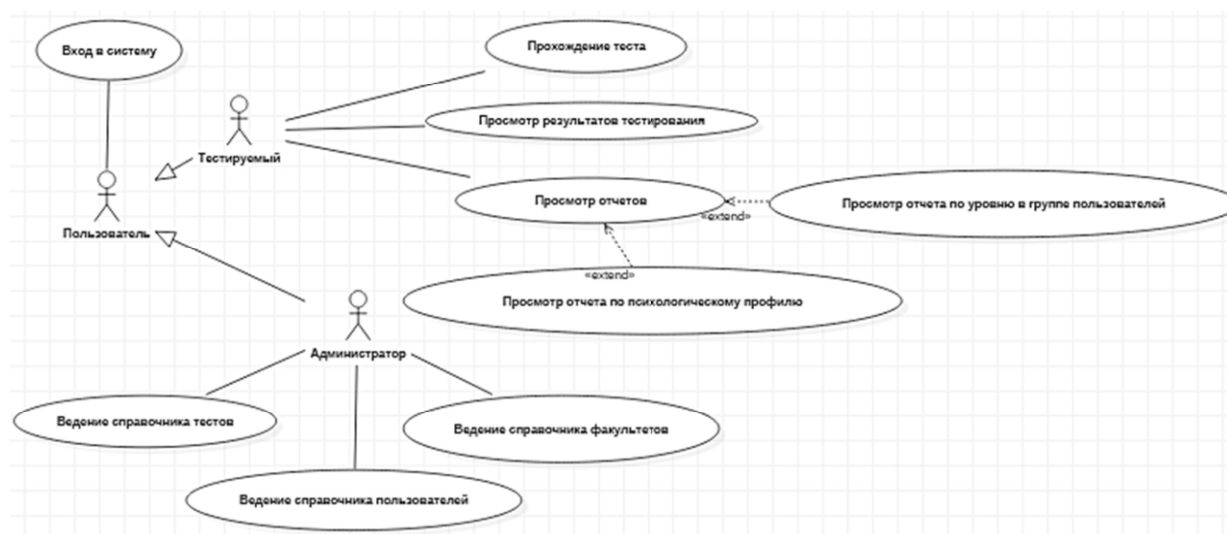 Прохождение теста
Вход в систему
Просмотр результатов тестирования
Тестируемый
Просмотр отчетов
Просмотр отчета по уровню в группе пользователей
«extend»
Пользователь
«extend»
Просмотр отчета по психологическому профилю
Администратор
Ведение справочника тестов
Ведение справочника факультетов
Ведение справочника пользователей